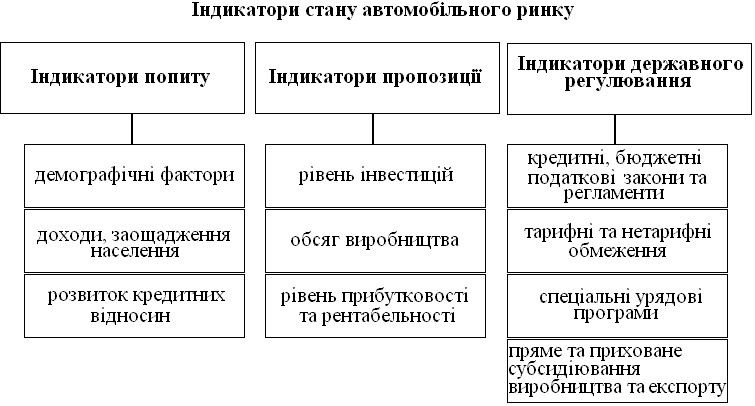 Індикатори стану автомобільного ринку
Індикатори попиту
демографічні фактори
доходи, заощадження
населення
розвиток кредитних
відносин
Індикатори пропозиції
рівень інвестицій
обсяг виробництва
рівень прибутковості
та рентабельності
Індикатори державного
регулювання
кредитні, бюджетні
податкові закони та
регламенти
тарифні та нетарифні
обмеження
спеціальні урядові
програми
пряме та приховане
субсидіювання
виробництва та експорту